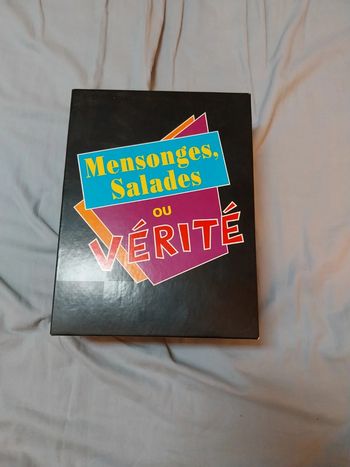 Mensonges,
Salades
OU
VÉRITÉ